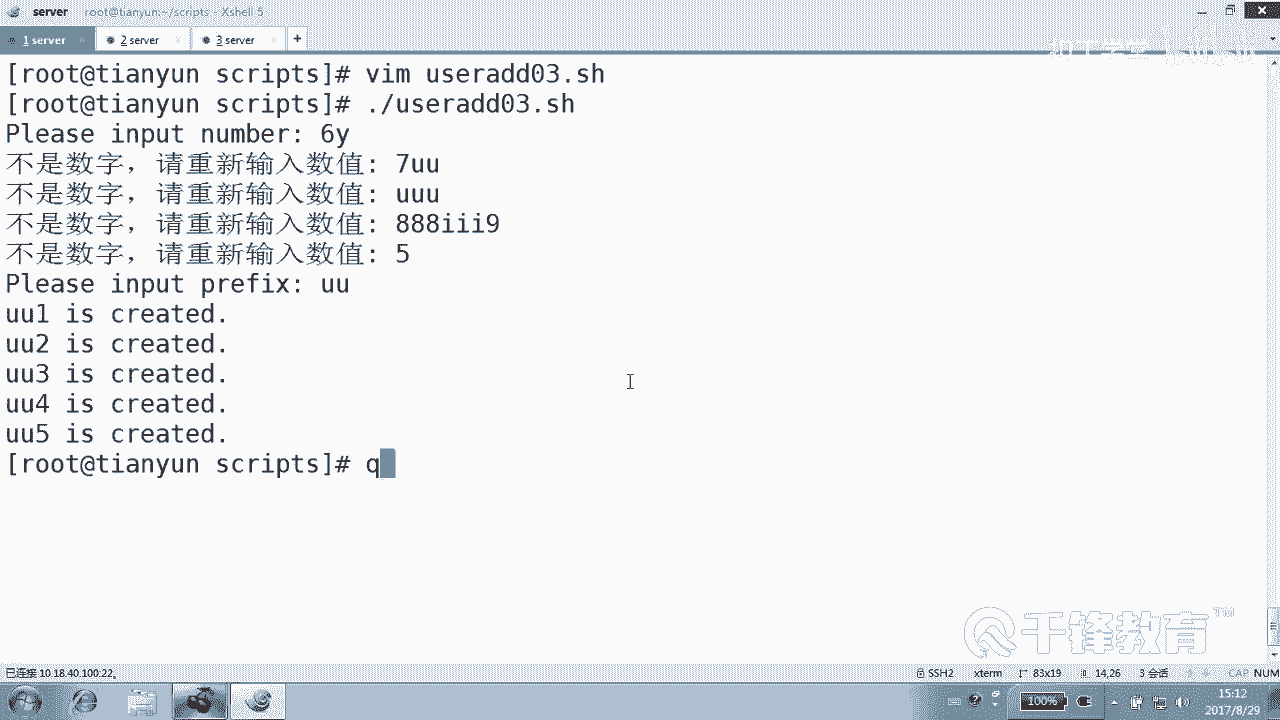 server root@tianyun:~/scripts - Xshell 5
1 server 2 server 3 server +
[root@tianyun scripts]# vim useradd03.sh
[root@tianyun scripts]# ./useradd03.sh
Please input number: 6y
不是数字，请重新输入数值: 7uu
不是数字，请重新输入数值: uuu
不是数字，请重新输入数值: 888iii9
不是数字，请重新输入数值: 5
Please input prefix: uu
uu1 is created.
uu2 is created.
uu3 is created.
uu4 is created.
uu5 is created.
[root@tianyun scripts]# q
千锋教育 TM
已连接 10.18.40.100:22。 SSH2 xterm 83x19 14,26 3 会话 CAP NUM
100% 15:12
2017/8/29